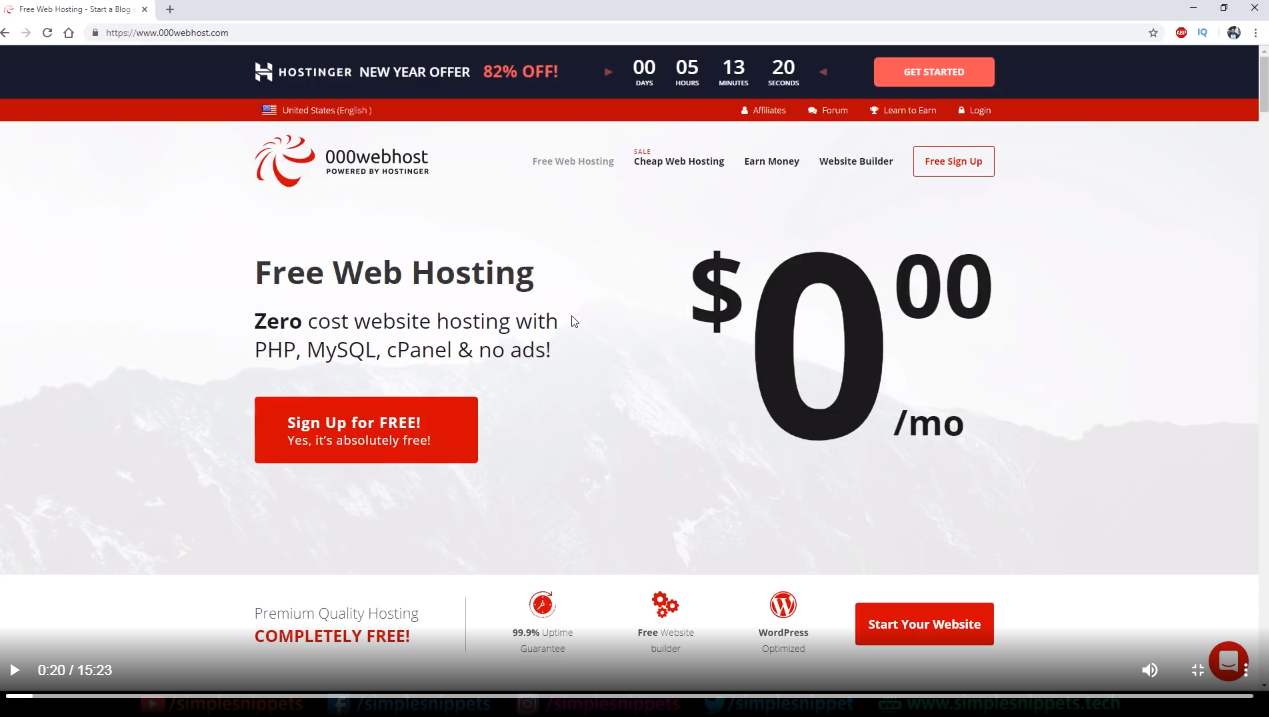 Free Web Hosting - Start a Blog
https://www.000webhost.com
ABP
IQ
HOSTINGER NEW YEAR OFFER 82% OFF!
00 05 13 20
DAYS HOURS MINUTES SECONDS
GET STARTED
United States (English )
Affiliates Forum Learn to Earn Login
000webhost
POWERED BY HOSTINGER
SALE
Free Web Hosting Cheap Web Hosting Earn Money Website Builder Free Sign Up
Free Web Hosting
Zero cost website hosting with
PHP, MySQL, cPanel & no ads!
$0 00
/mo
Sign Up for FREE!
Yes, it's absolutely free!
Premium Quality Hosting
COMPLETELY FREE!
99.9% Uptime
Guarantee
Free Website
builder
WordPress
Optimized
Start Your Website
0:20 / 15:23
/simplesnippets /simplesnippets /simplesnippets /simplesnippet www.simplesnippets.tech